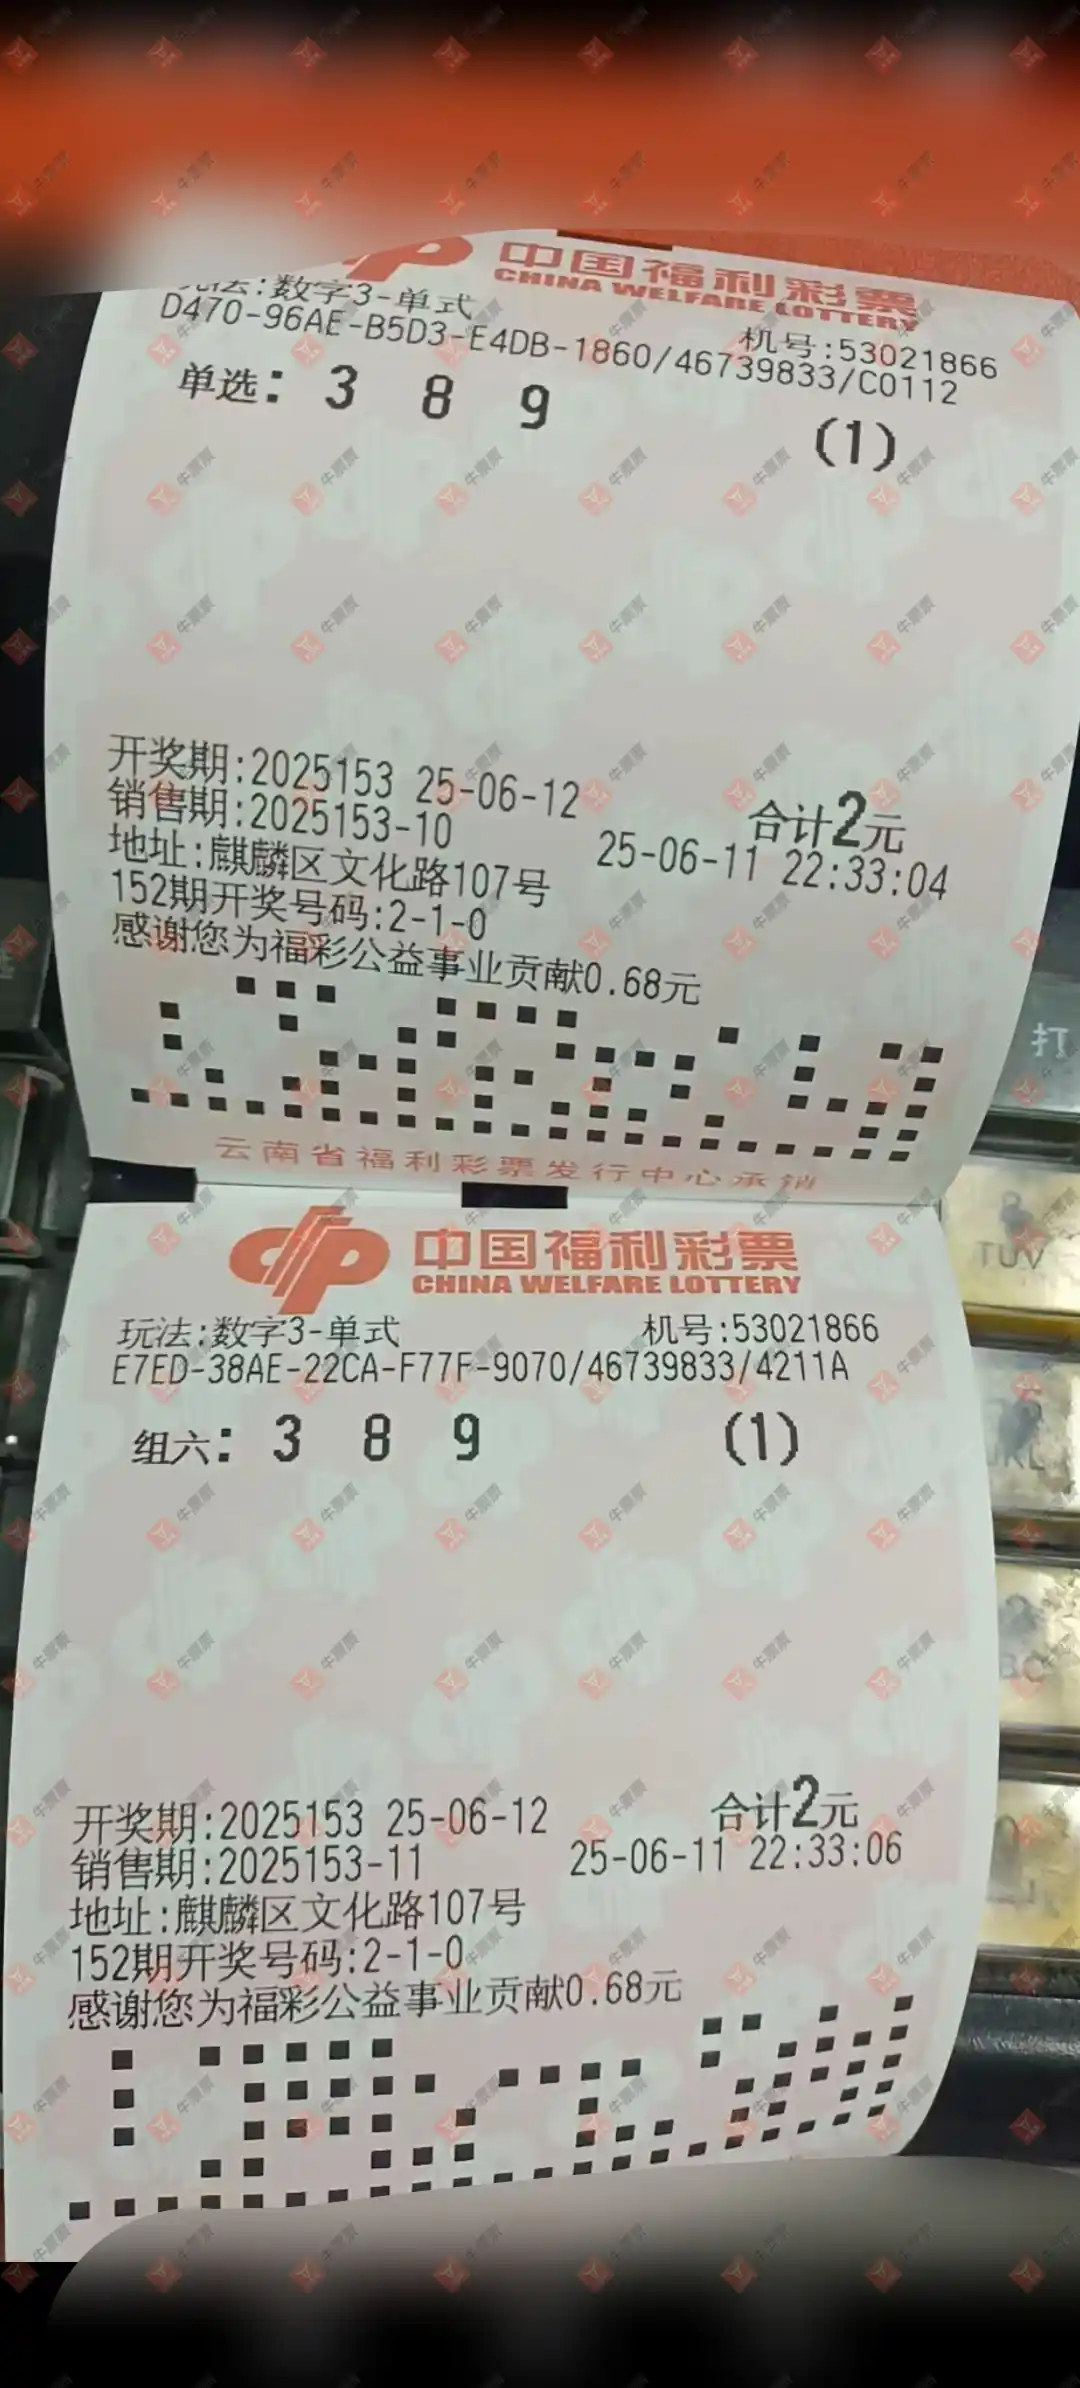 中国福利彩票
CHINA WELFARE LOTTERY
玩法:数字3-单式
机号:53021866
D470-96AE-B5D3-E4DB-1860/46739833/C0112
单选: 3 8 9 (1)
开奖期:2025153 25-06-12 合计2元
销售期:2025153-10 25-06-11 22:33:04
地址:麒麟区文化路107号
152期开奖号码:2-1-0
感谢您为福彩公益事业贡献0.68元
云南省福利彩票发行中心承销
打
中国福利彩票
CHINA WELFARE LOTTERY
TUV
玩法:数字3-单式 机号:53021866
E7ED-38AE-22CA-F77F-9070/46739833/4211A
组六: 3 8 9 (1)
开奖期:2025153 25-06-12 合计2元
销售期:2025153-11 25-06-11 22:33:06
地址:麒麟区文化路107号
152期开奖号码:2-1-0
感谢您为福彩公益事业贡献0.68元
牛票票